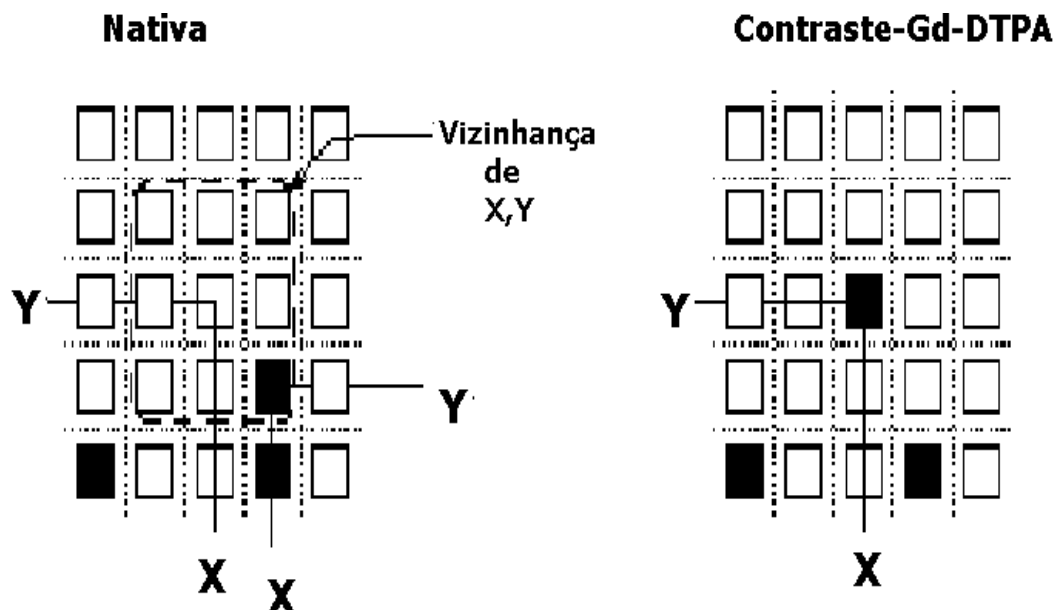 Nativa
Contraste-Gd-DTPA
Vizinhança
de
X,Y
Y
Y
X
X
Y
X